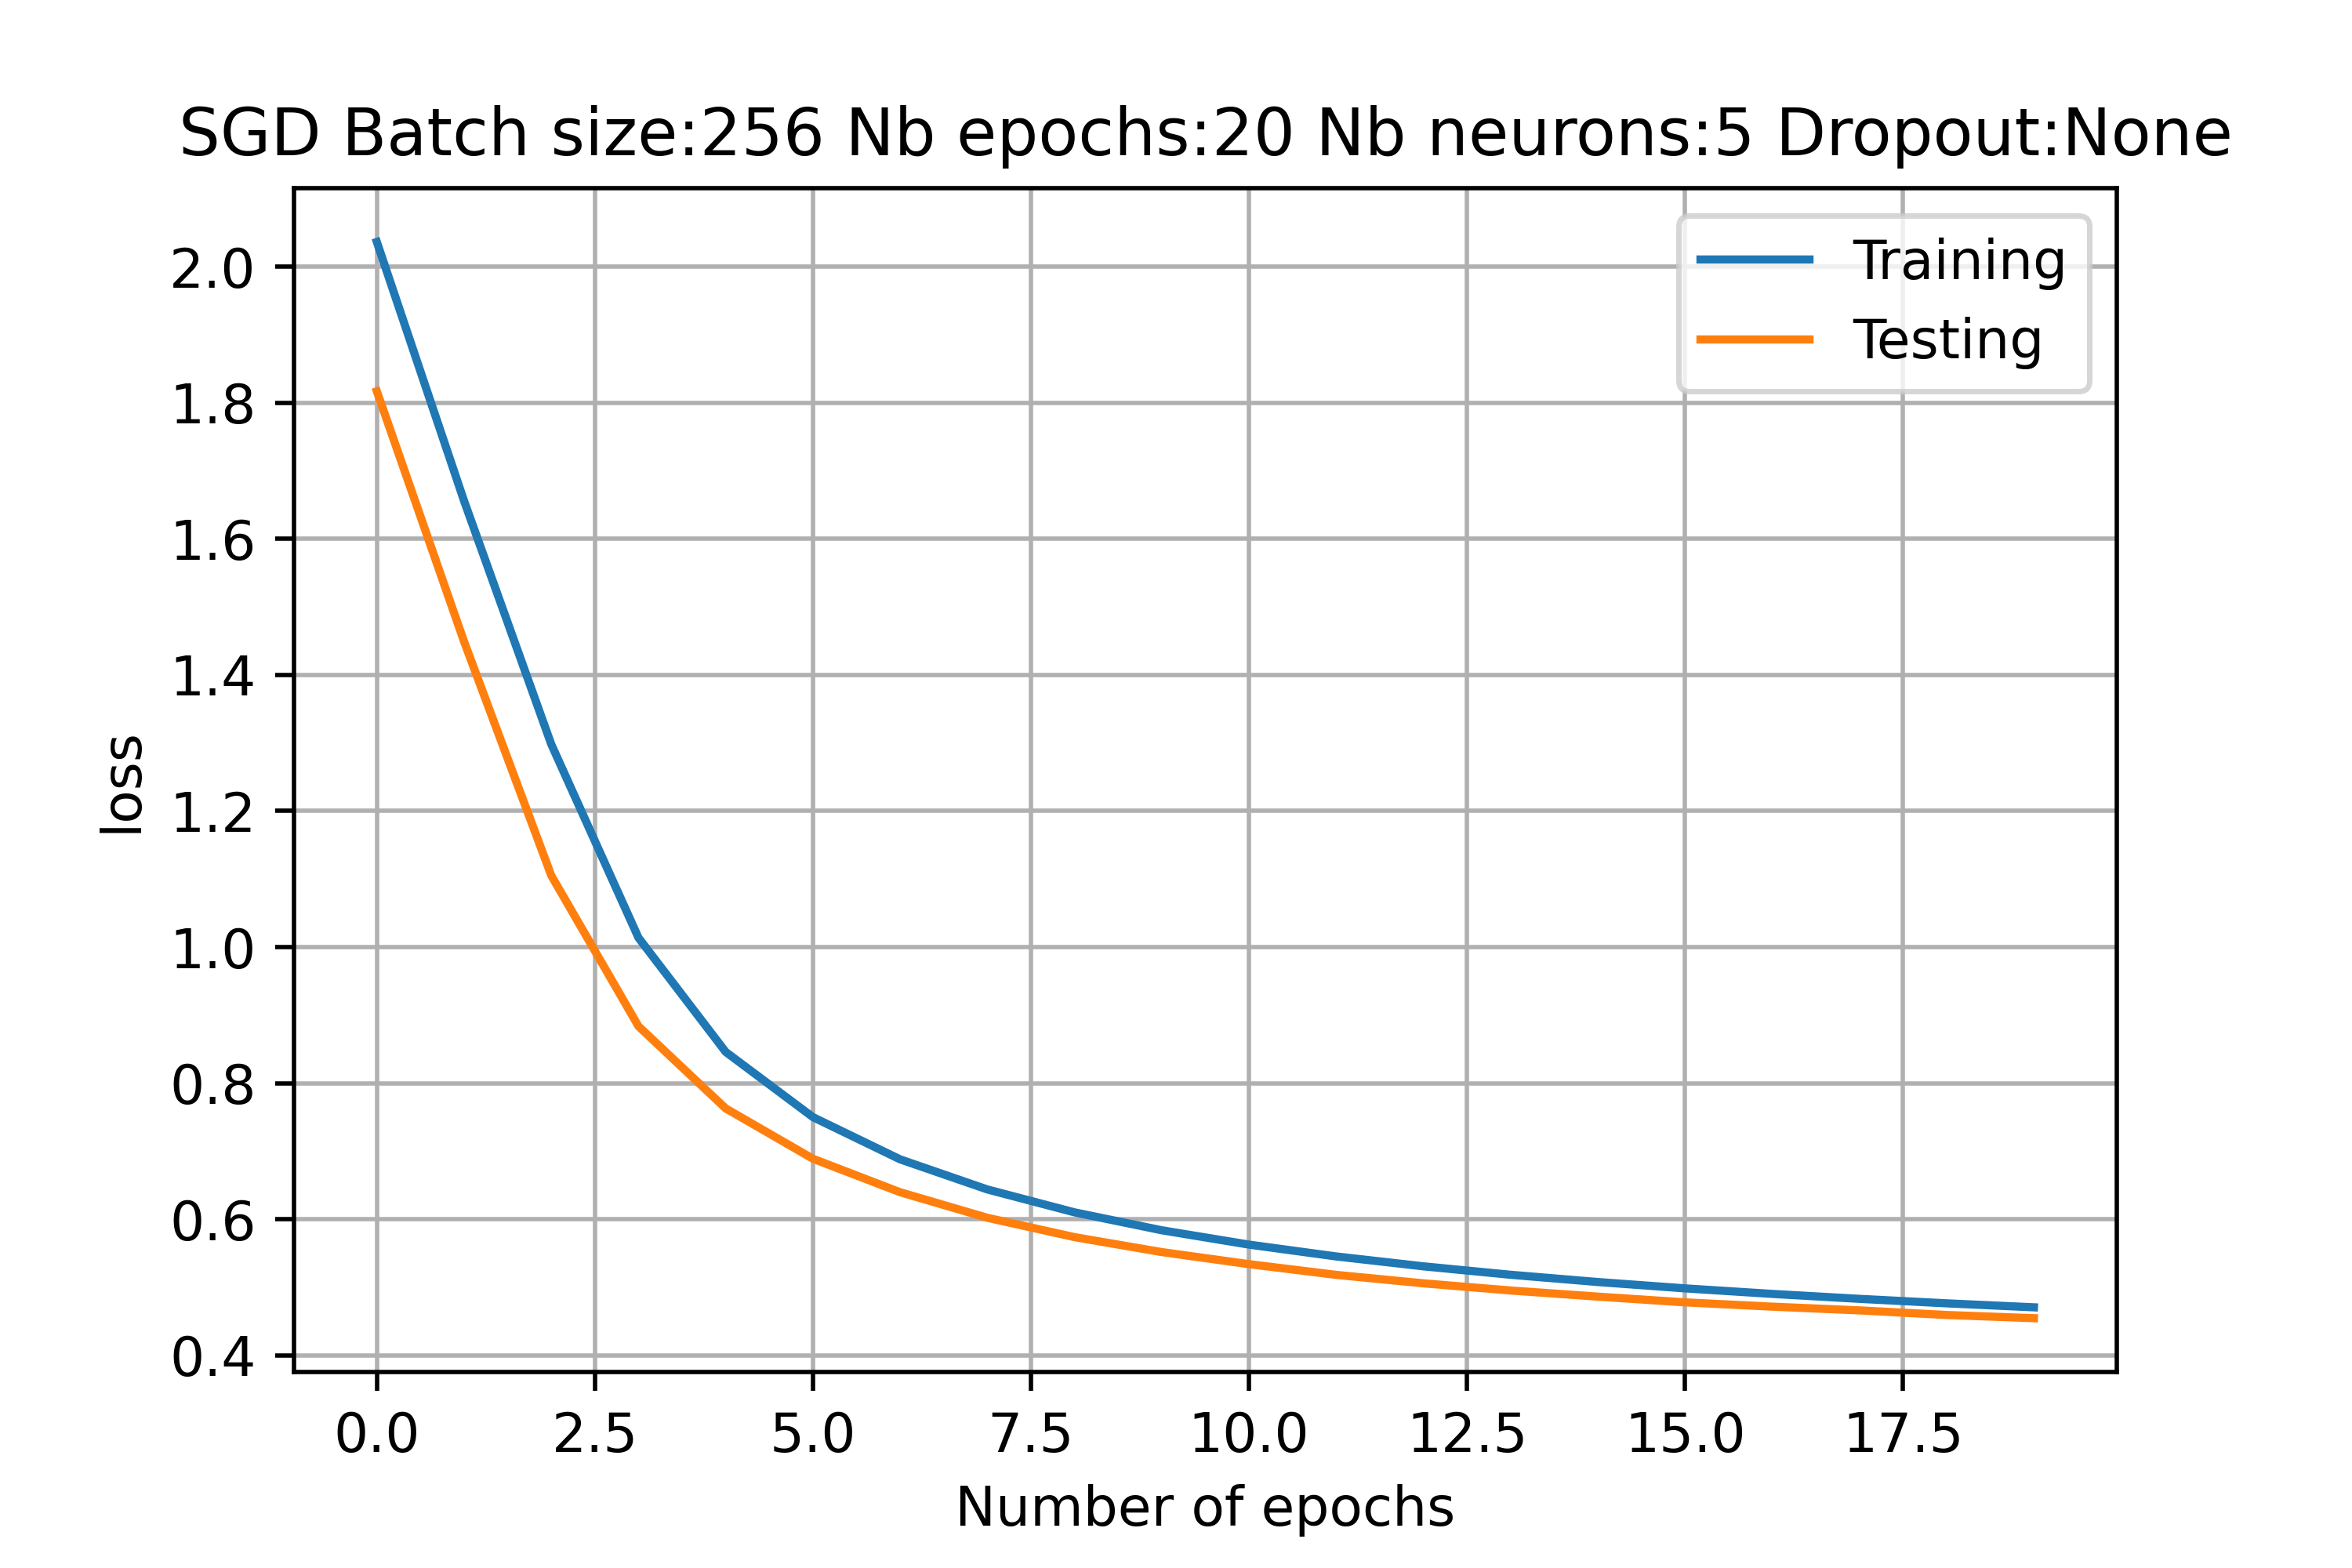 SGD Batch size:256 Nb epochs:20 Nb neurons:5 Dropout:None
Training
Testing
2.0
1.8
1.6
1.4
1.2
1.0
0.8
0.6
0.4
loss
0.0 2.5 5.0 7.5 10.0 12.5 15.0 17.5
Number of epochs